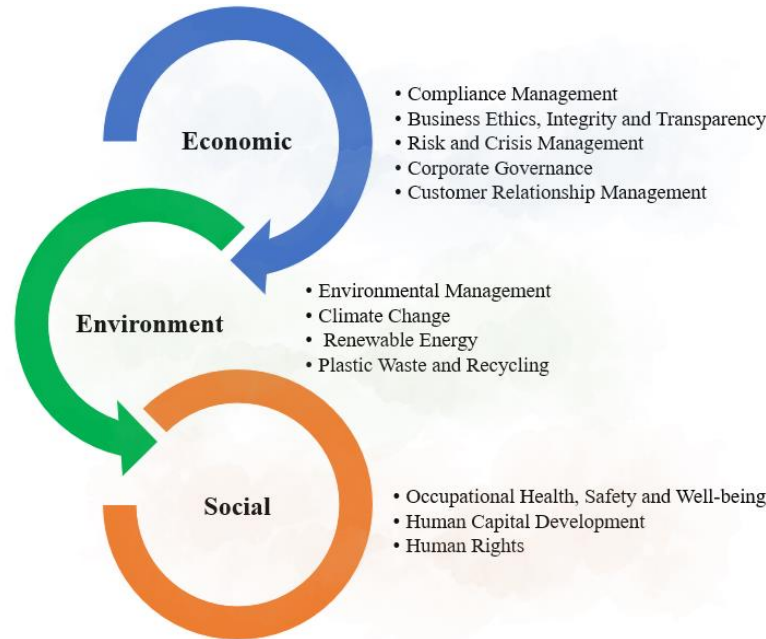 Economic
• Compliance Management
• Business Ethics, Integrity and Transparency
• Risk and Crisis Management
• Corporate Governance
• Customer Relationship Management
Environment
• Environmental Management
• Climate Change
• Renewable Energy
• Plastic Waste and Recycling
Social
• Occupational Health, Safety and Well-being
• Human Capital Development
• Human Rights